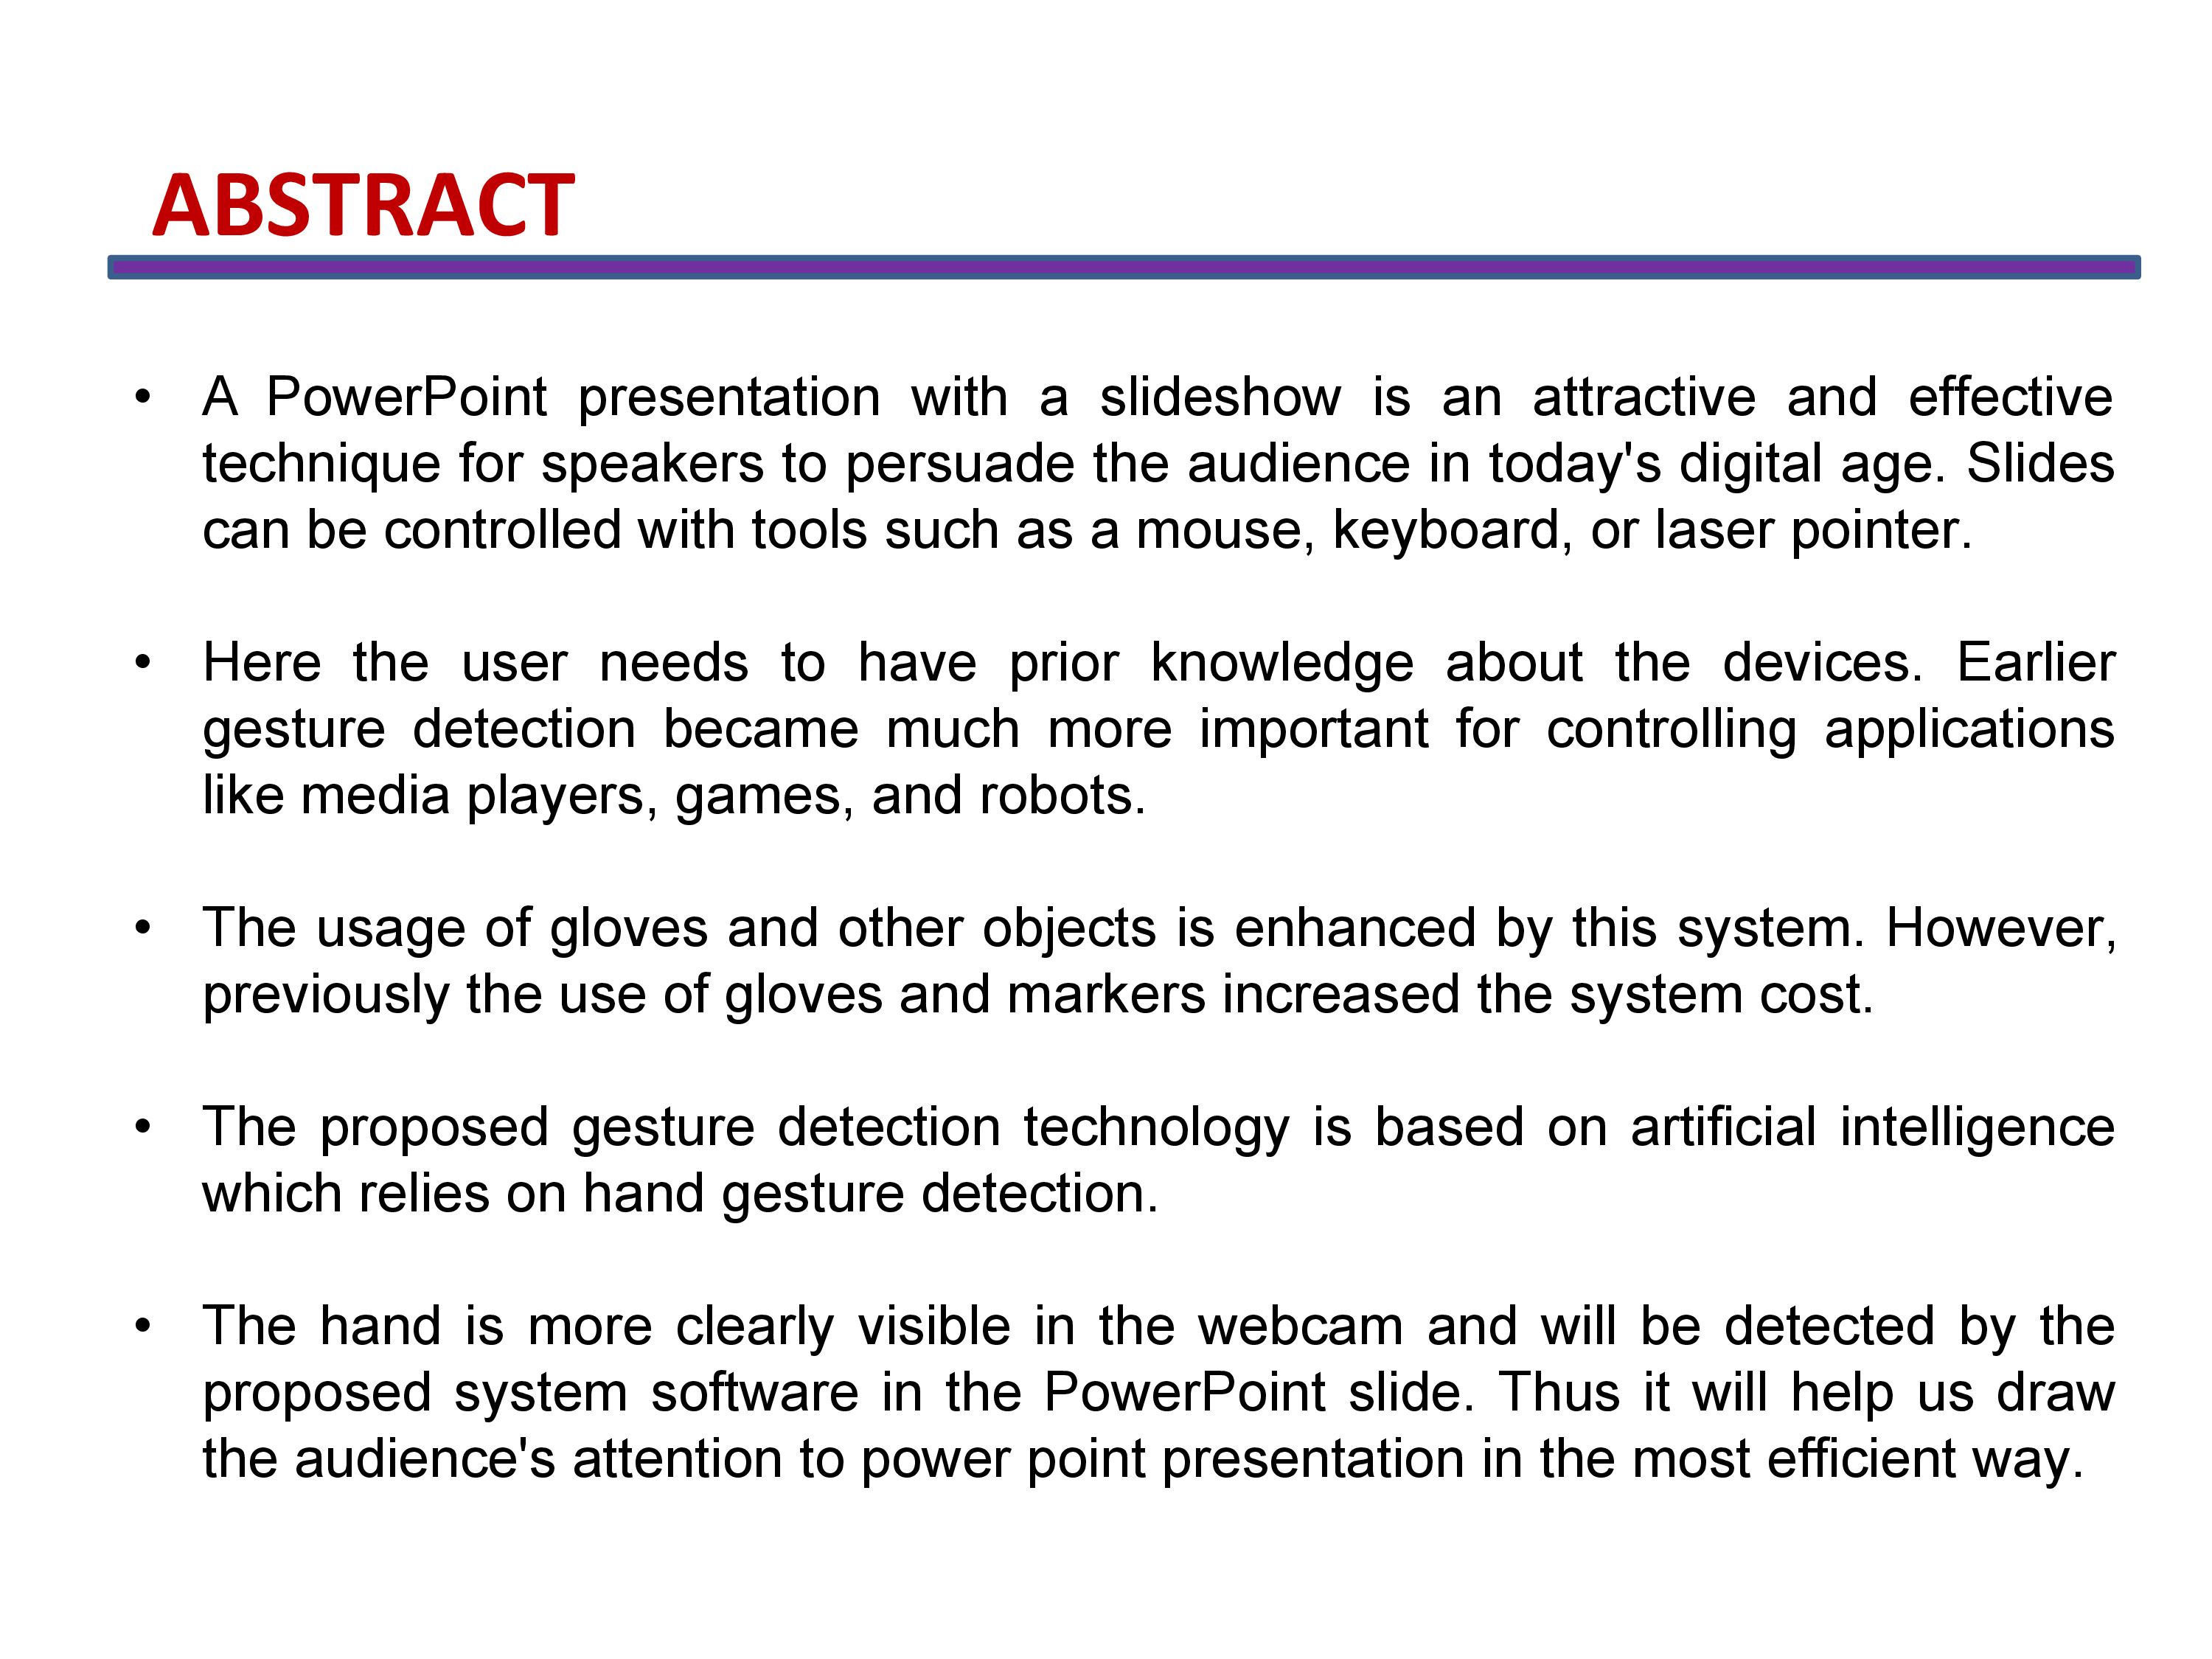 ABSTRACT
• A PowerPoint presentation with a slideshow is an attractive and effective
technique for speakers to persuade the audience in today's digital age. Slides
can be controlled with tools such as a mouse, keyboard, or laser pointer.
• Here the user needs to have prior knowledge about the devices. Earlier
gesture detection became much more important for controlling applications
like media players, games, and robots.
• The usage of gloves and other objects is enhanced by this system. However,
previously the use of gloves and markers increased the system cost.
• The proposed gesture detection technology is based on artificial intelligence
which relies on hand gesture detection.
• The hand is more clearly visible in the webcam and will be detected by the
proposed system software in the PowerPoint slide. Thus it will help us draw
the audience's attention to power point presentation in the most efficient way.